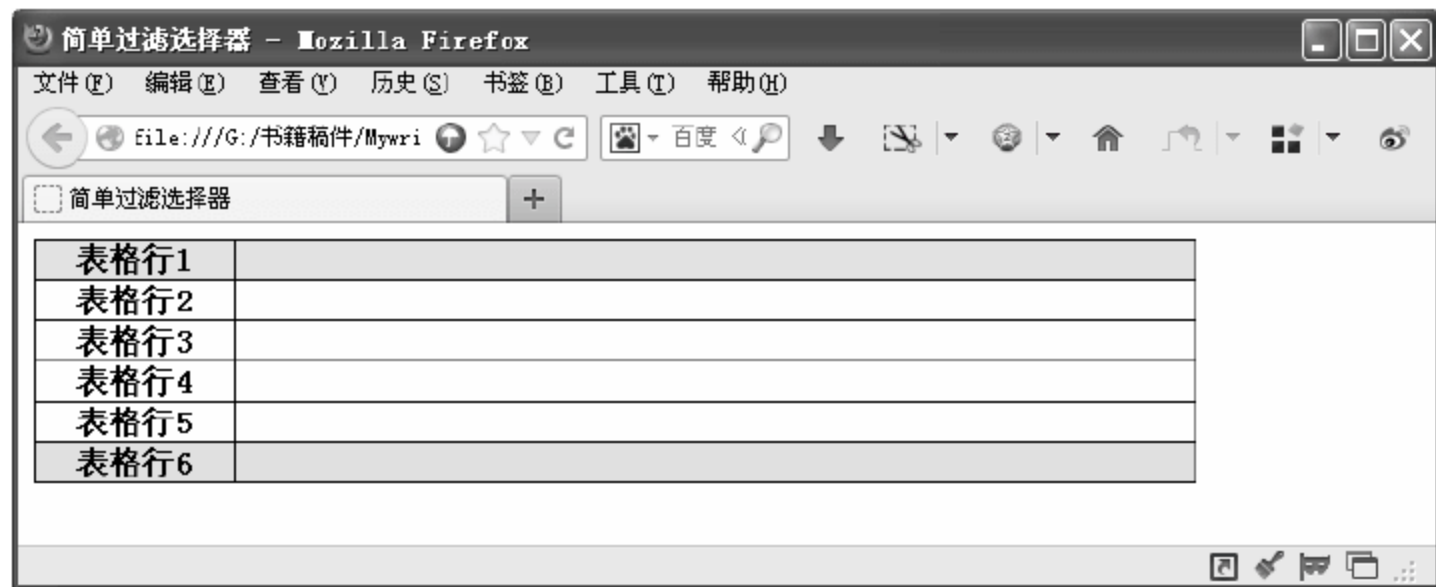 简单过滤选择器 - Mozilla Firefox
文件(F) 编辑(E) 查看(V) 历史(S) 书签(B) 工具(T) 帮助(H)
file:///G:/书籍稿件/Mywri 百度
简单过滤选择器
表格行1
表格行2
表格行3
表格行4
表格行5
表格行6